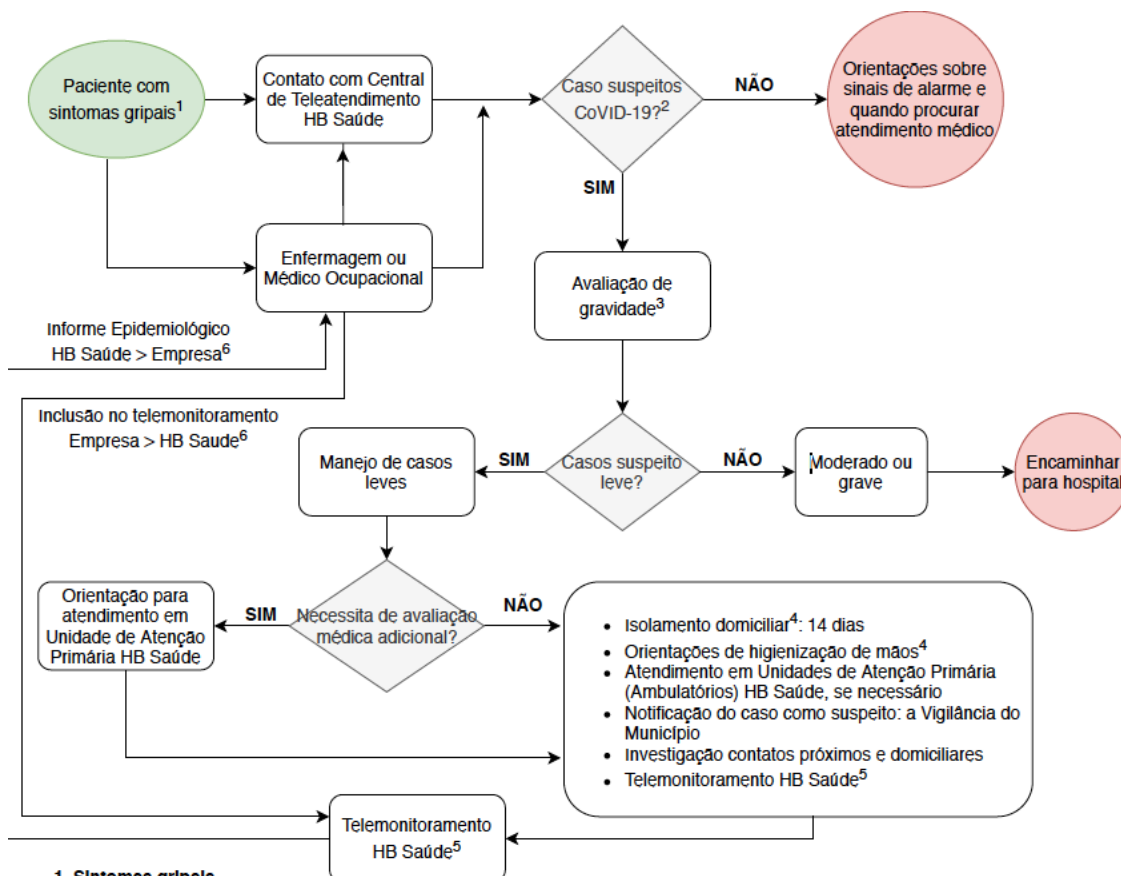 Paciente com
sintomas gripais¹
Contato com Central
de Teleatendimento
HB Saúde
Caso suspeitos
CoVID-19?²
NÃO
Orientações sobre
sinais de alarme e
quando procurar
atendimento médico
SIM
Enfermagem ou
Médico Ocupacional
Avaliação de
gravidade³
Informe Epidemiológico
HB Saúde > Empresa⁶
Inclusão no telemonitoramento
Empresa > HB Saude⁶
Manejo de casos
leves
SIM
Casos suspeito
leve?
NÃO
Moderado ou
grave
Encaminhar
para hospital
Orientação para
atendimento em
Unidade de Atenção
Primária HB Saúde
SIM
Necessita de avaliação
médica adicional?
NÃO
• Isolamento domiciliar⁴: 14 dias
• Orientações de higienização de mãos⁴
• Atendimento em Unidades de Atenção Primária
(Ambulatórios) HB Saúde, se necessário
• Notificação do caso como suspeito: a Vigilância do
Município
• Investigação contatos próximos e domiciliares
• Telemonitoramento HB Saúde⁵
Telemonitoramento
HB Saúde⁵
1. Sintomas gripais